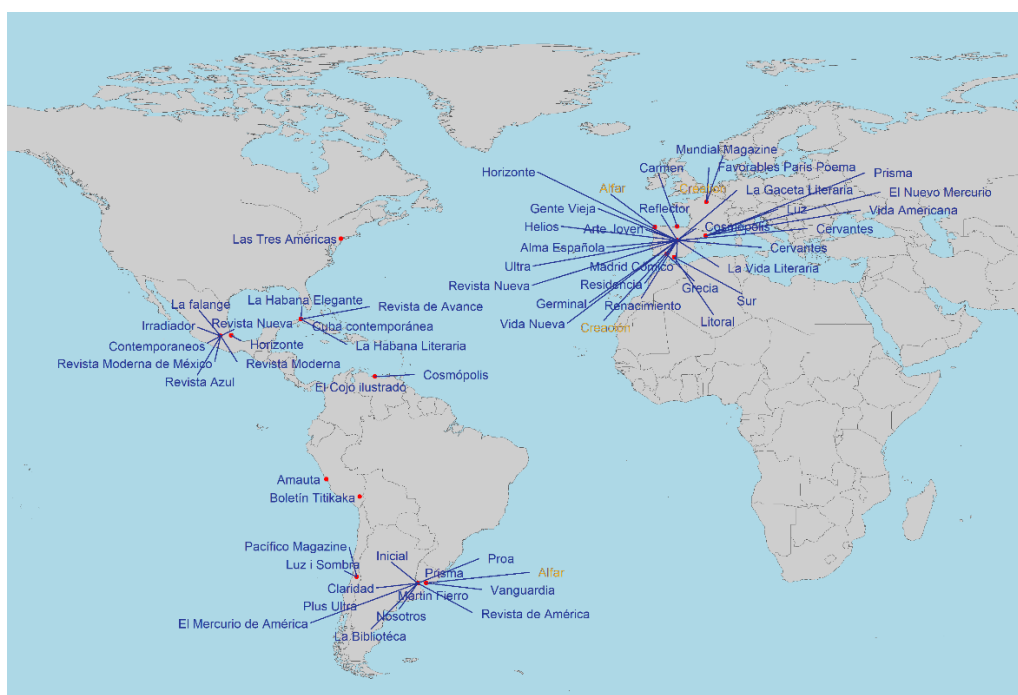 Mundial Magazine
Carmen
Favorables París Poema
Horizonte
Prisma
Alfar
Creación
La Gaceta Literaria
El Nuevo Mercurio
Gente Vieja
Reflector
Luz
Vida Americana
Helios
Arte Joven
Cosmópolis
Cervantes
Las Tres Américas
Alma Española
Cervantes
Ultra
Madrid Cómico
La Vida Literaria
Revista Nueva
Residencia
Grecia
Germinal
Renacimiento
Sur
Vida Nueva
Creación
Litoral
La falange
La Habana Elegante
Revista de Avance
Irradiador
Revista Nueva
Cuba contemporánea
Contemporaneos
Horizonte
La Habana Literaria
Revista Moderna de México
Revista Moderna
Revista Azul
Cosmópolis
El Cojo ilustrado
Amauta
Boletín Titikaka
Pacífico Magazine
Inicial
Proa
Luz i Sombra
Prisma
Alfar
Claridad
Martin Fierro
Vanguardia
Plus Ultra
Nosotros
Revista de América
El Mercurio de América
La Bibliotéca